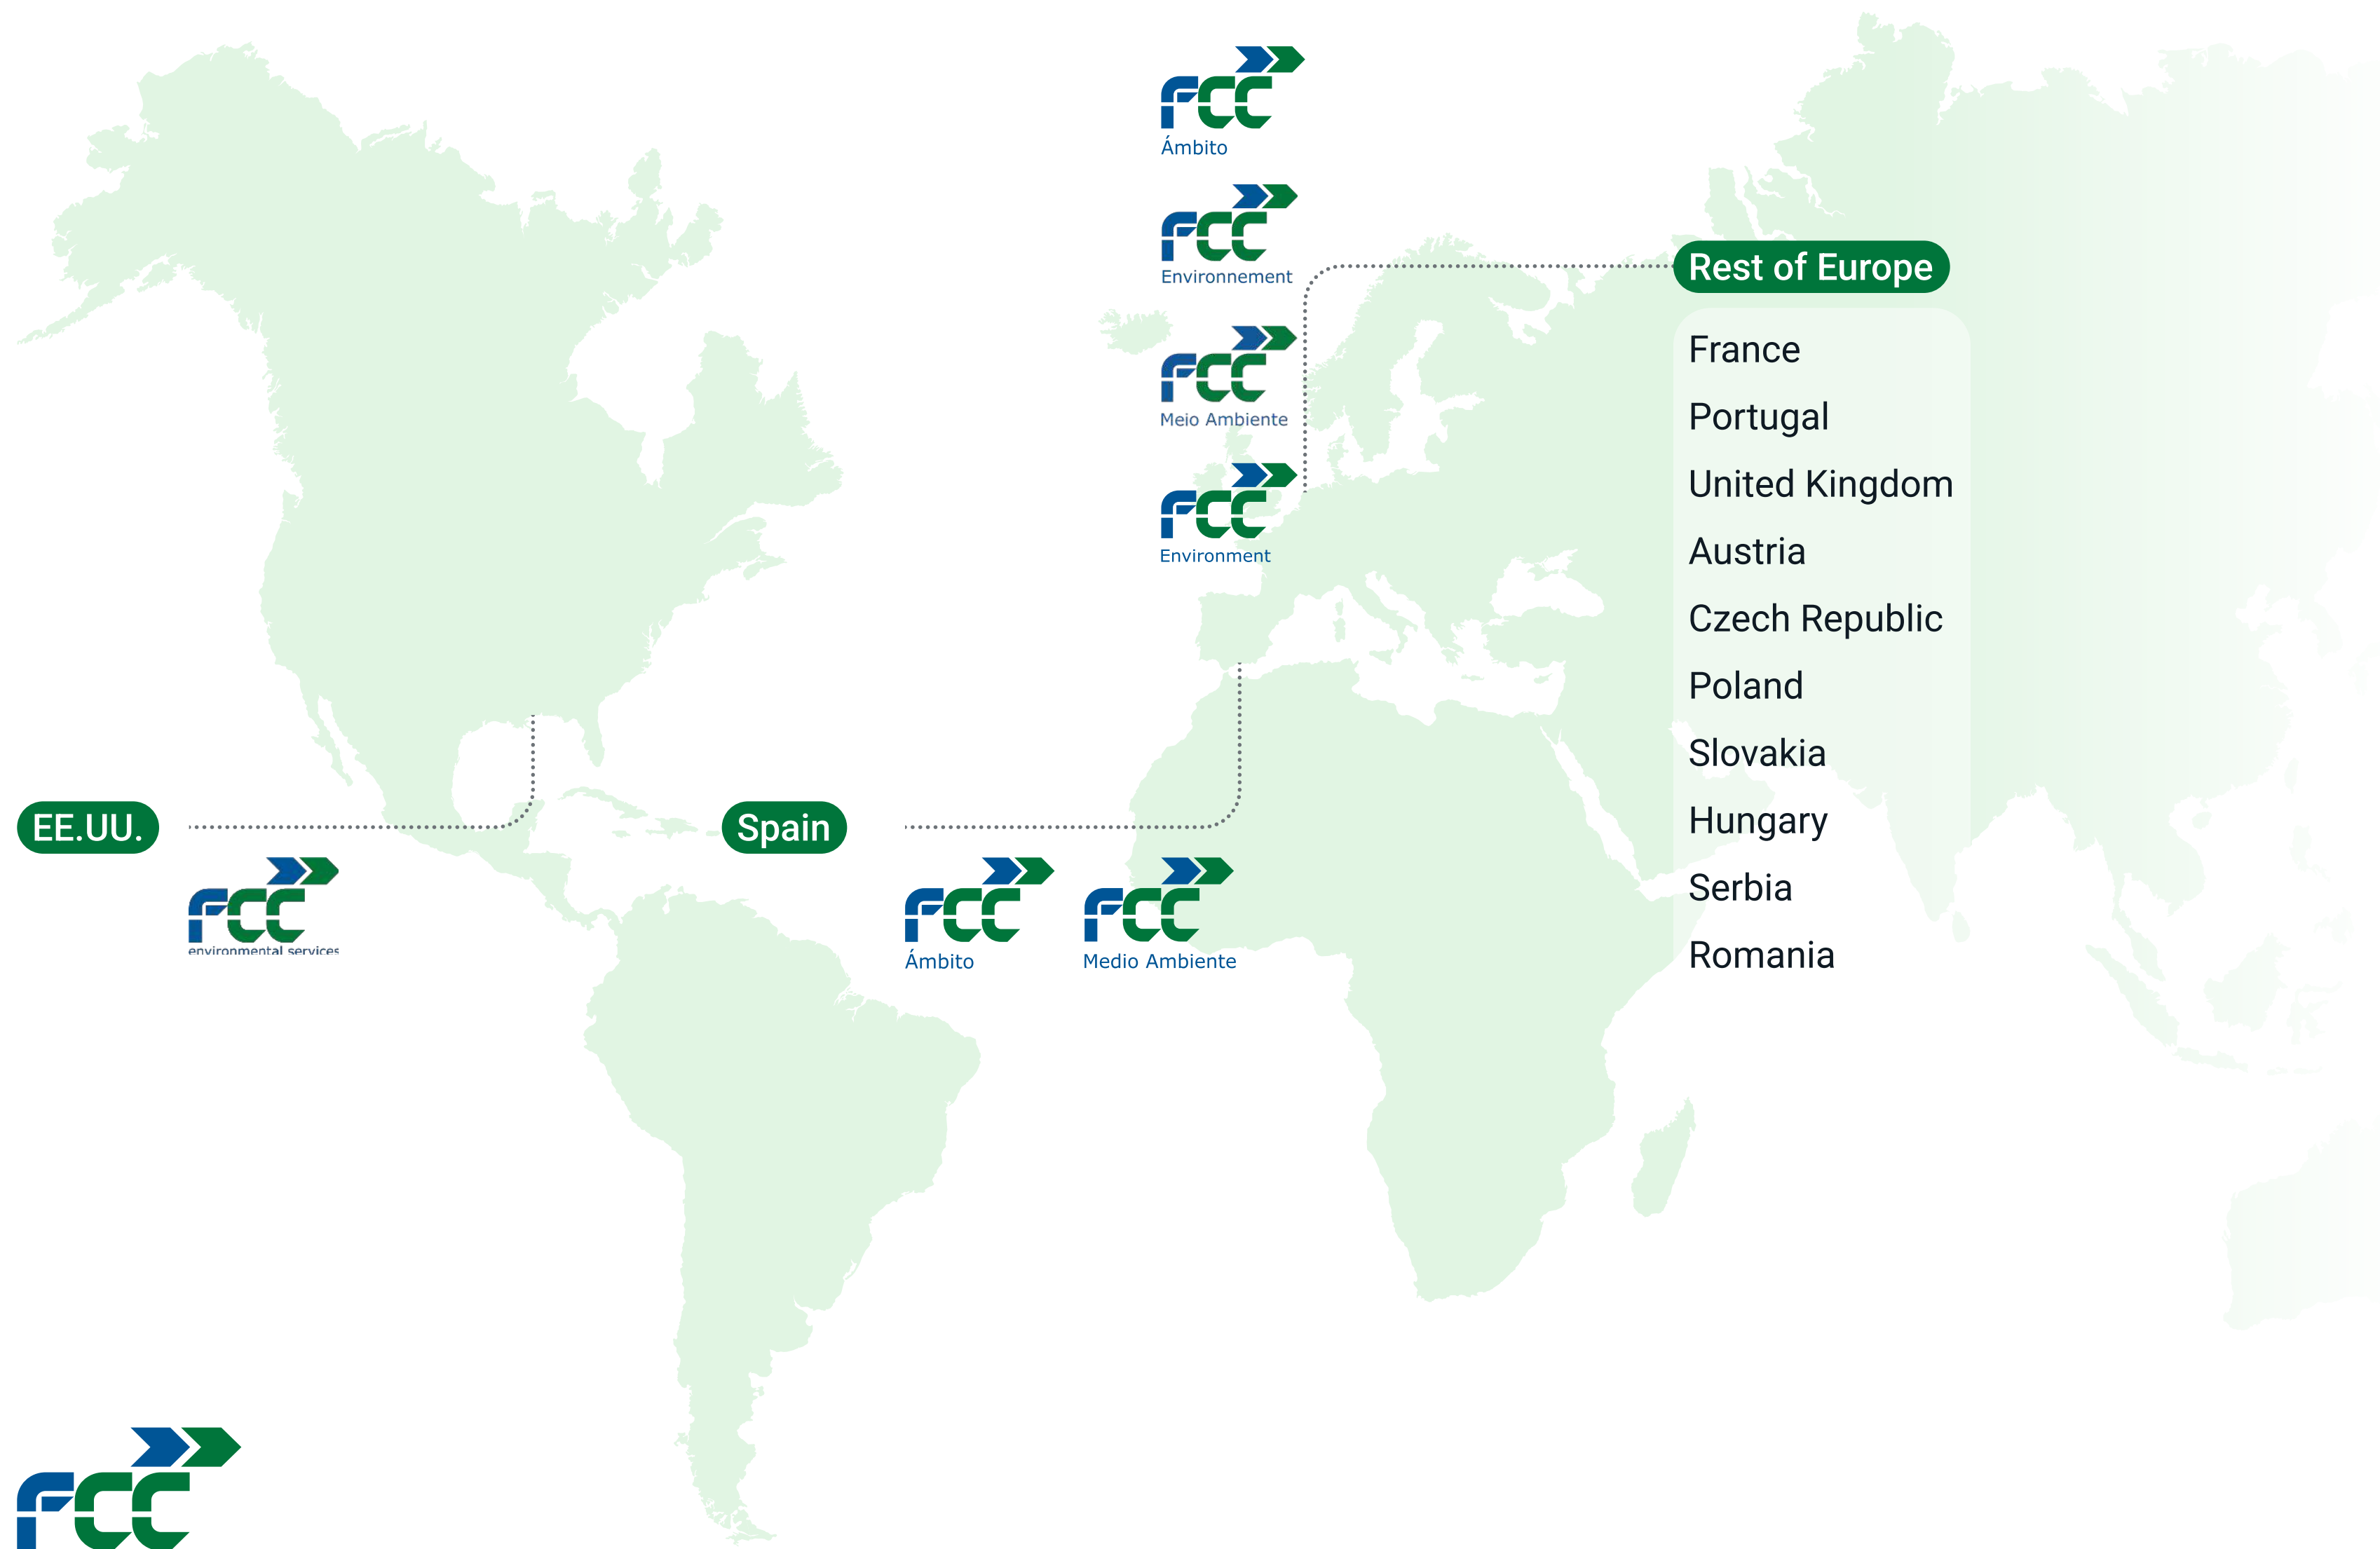 FCC
Ámbito
FCC
Environnement
FCC
Meio Ambiente
FCC
Environment
Rest of Europe
France
Portugal
United Kingdom
Austria
Czech Republic
Poland
Slovakia
Hungary
Serbia
Romania
EE.UU.
FCC
environmental services
Spain
FCC
Ámbito
FCC
Medio Ambiente
FCC